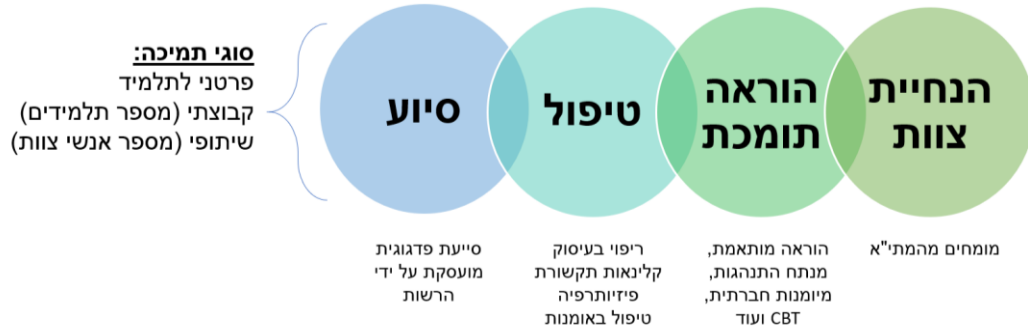 הנחיית
צוות
הוראה
תומכת
טיפול
סיוע
סוגי תמיכה:
פרטני לתלמיד
קבוצתי (מספר תלמידים)
שיתופי (מספר אנשי צוות)
מומחים מהמתי"א
הוראה מותאמת,
מנתח התנהגות,
מיומנות חברתית,
CBT ועוד
ריפוי בעיסוק
קלינאות תקשורת
פיזיותרפיה
טיפול באומנות
סייעת פדגוגית
מועסקת על ידי
הרשות